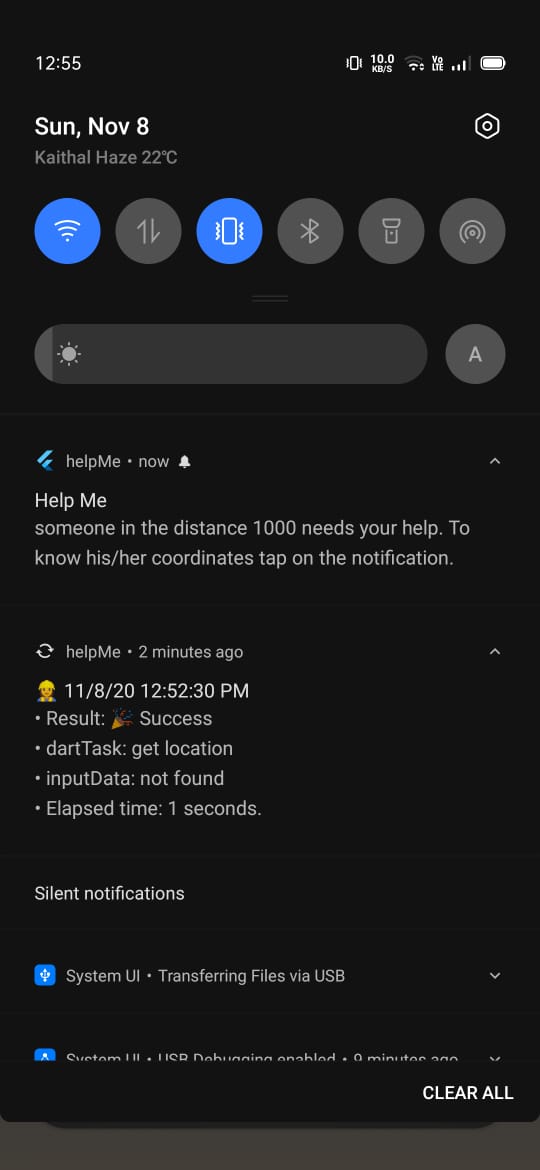 12:55
10.0
KB/S
Vo
LTE
Sun, Nov 8
Kaithal Haze 22℃
A
helpMe • now
Help Me
someone in the distance 1000 needs your help. To
know his/her coordinates tap on the notification.
helpMe • 2 minutes ago
👷 11/8/20 12:52:30 PM
• Result: 🎉 Success
• dartTask: get location
• inputData: not found
• Elapsed time: 1 seconds.
Silent notifications
System UI • Transferring Files via USB
System UI • USB Debugging enabled • 9 minutes ago
CLEAR ALL